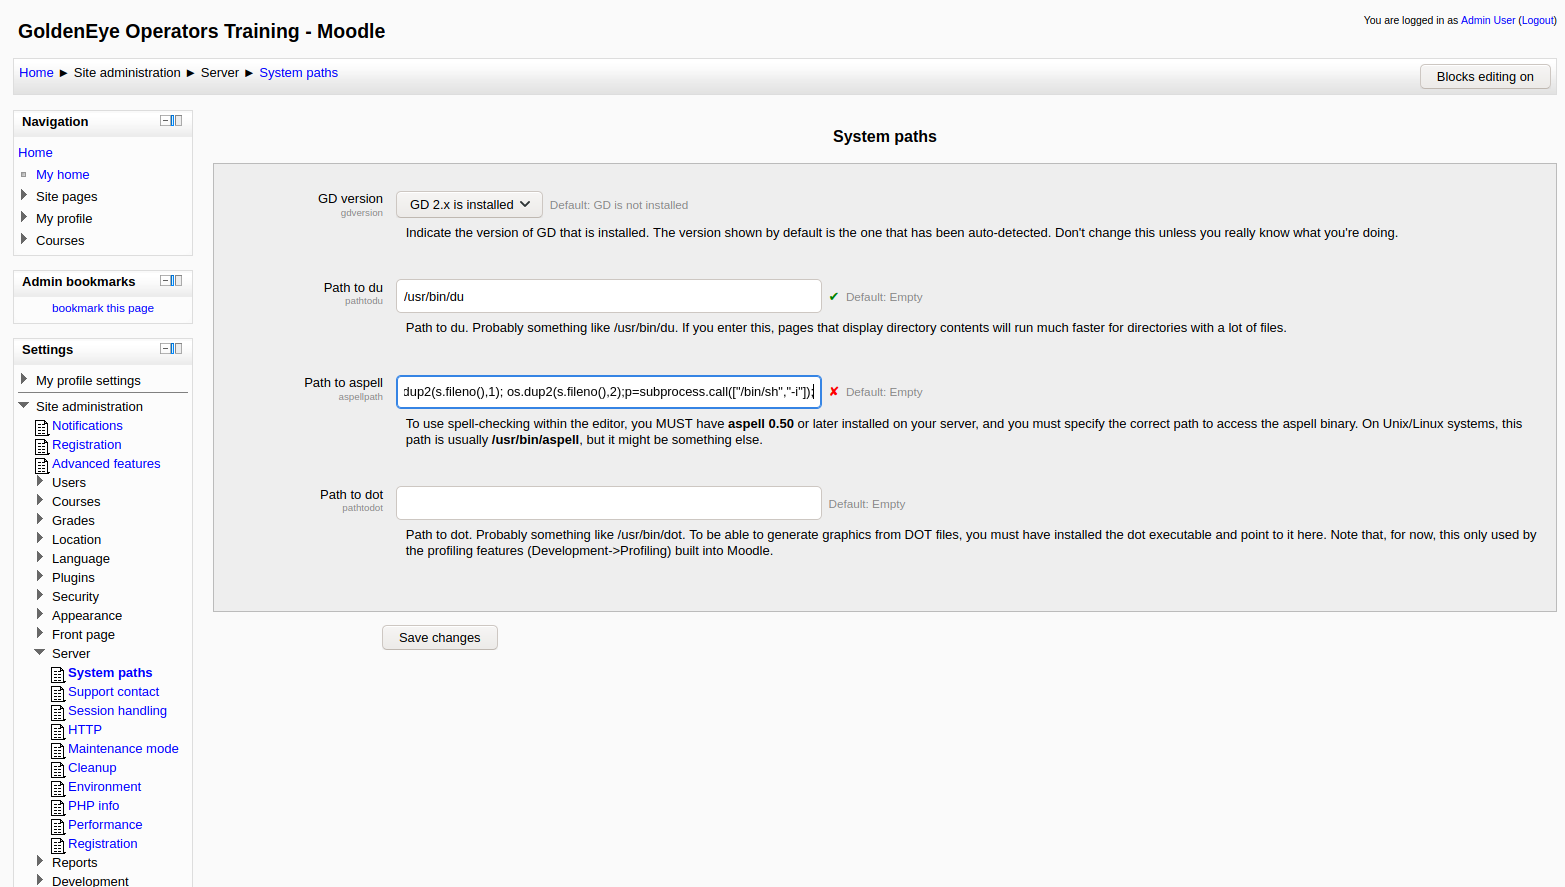 GoldenEye Operators Training - Moodle
You are logged in as Admin User (Logout)
Home ► Site administration ► Server ► System paths
Blocks editing on
Navigation
Home
My home
Site pages
My profile
Courses
Admin bookmarks
bookmark this page
Settings
My profile settings
Site administration
Notifications
Registration
Advanced features
Users
Courses
Grades
Location
Language
Plugins
Security
Appearance
Front page
Server
System paths
Support contact
Session handling
HTTP
Maintenance mode
Cleanup
Environment
PHP info
Performance
Registration
Reports
Development
System paths
GD version
gdversion
GD 2.x is installed
Default: GD is not installed
Indicate the version of GD that is installed. The version shown by default is the one that has been auto-detected. Don't change this unless you really know what you're doing.
Path to du
pathtodu
/usr/bin/du
✔ Default: Empty
Path to du. Probably something like /usr/bin/du. If you enter this, pages that display directory contents will run much faster for directories with a lot of files.
Path to aspell
aspellpath
dup2(s.fileno(),1); os.dup2(s.fileno(),2);p=subprocess.call(["/bin/sh","-i"]);
✘ Default: Empty
To use spell-checking within the editor, you MUST have aspell 0.50 or later installed on your server, and you must specify the correct path to access the aspell binary. On Unix/Linux systems, this
path is usually /usr/bin/aspell, but it might be something else.
Path to dot
pathtodot
Default: Empty
Path to dot. Probably something like /usr/bin/dot. To be able to generate graphics from DOT files, you must have installed the dot executable and point to it here. Note that, for now, this only used by
the profiling features (Development->Profiling) built into Moodle.
Save changes